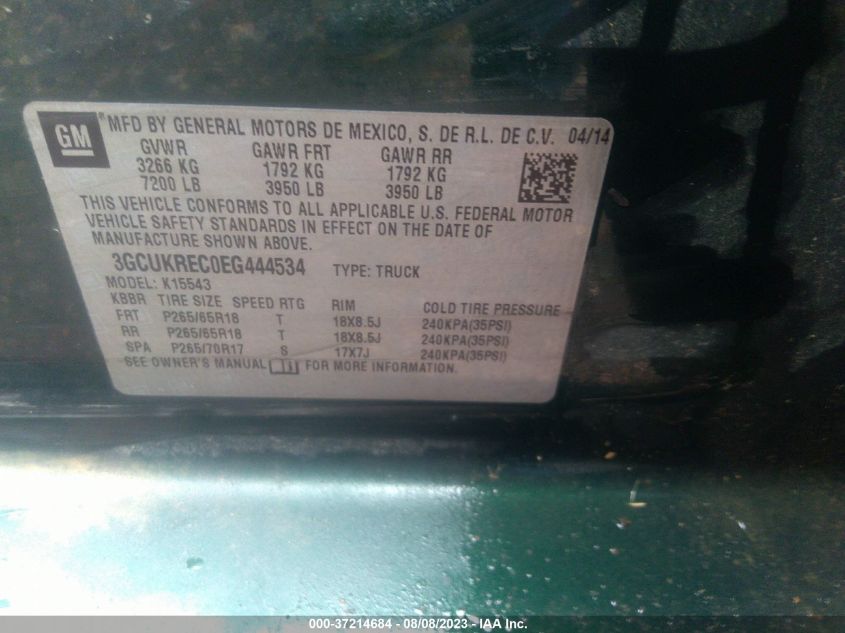 GM
® MFD BY GENERAL MOTORS DE MEXICO, S. DE R.L. DE C.V. 04/14
GVWR GAWR FRT GAWR RR
3266 KG 1792 KG 1792 KG
7200 LB 3950 LB 3950 LB
THIS VEHICLE CONFORMS TO ALL APPLICABLE U.S. FEDERAL MOTOR
VEHICLE SAFETY STANDARDS IN EFFECT ON THE DATE OF
MANUFACTURE SHOWN ABOVE.
3GCUKREC0EG444534 TYPE: TRUCK
MODEL: K15543
KBBR TIRE SIZE SPEED RTG RIM COLD TIRE PRESSURE
FRT P265/65R18 T 18X8.5J 240KPA(35PSI)
RR P265/65R18 T 18X8.5J 240KPA(35PSI)
SPA P265/70R17 S 17X7J 240KPA(35PSI)
SEE OWNER'S MANUAL FOR MORE INFORMATION.
000-37214684 - 08/08/2023 - IAA Inc.